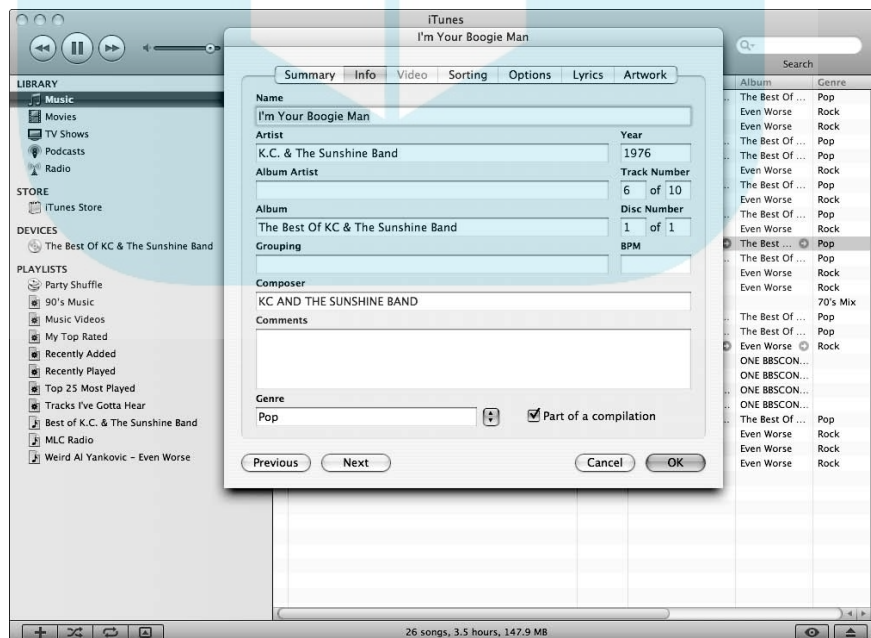 iTunes
I'm Your Boogie Man
Search
LIBRARY
Music
Movies
TV Shows
Podcasts
Radio
STORE
iTunes Store
DEVICES
The Best Of KC & The Sunshine Band
PLAYLISTS
Party Shuffle
90's Music
Music Videos
My Top Rated
Recently Added
Recently Played
Top 25 Most Played
Tracks I've Gotta Hear
Best of K.C. & The Sunshine Band
MLC Radio
Weird Al Yankovic – Even Worse
Summary Info Video Sorting Options Lyrics Artwork
Name
I'm Your Boogie Man
Artist Year
K.C. & The Sunshine Band 1976
Album Artist Track Number
6 of 10
Album Disc Number
The Best Of KC & The Sunshine Band 1 of 1
Grouping BPM
Composer
KC AND THE SUNSHINE BAND
Comments
Genre
Pop Part of a compilation
Previous Next Cancel OK
Album Genre
The Best Of ... Pop
Even Worse Rock
Even Worse Rock
The Best Of ... Pop
The Best Of ... Pop
Even Worse Rock
The Best Of ... Pop
Even Worse Rock
The Best Of ... Pop
Even Worse Rock
The Best ... Pop
The Best Of ... Pop
Even Worse Rock
Even Worse Rock
70's Mix
The Best Of ... Pop
The Best Of ... Pop
Even Worse Rock
ONE BBSCON...
ONE BBSCON...
ONE BBSCON...
ONE BBSCON...
The Best Of ... Pop
Even Worse Rock
Even Worse Rock
Even Worse Rock
26 songs, 3.5 hours, 147.9 MB